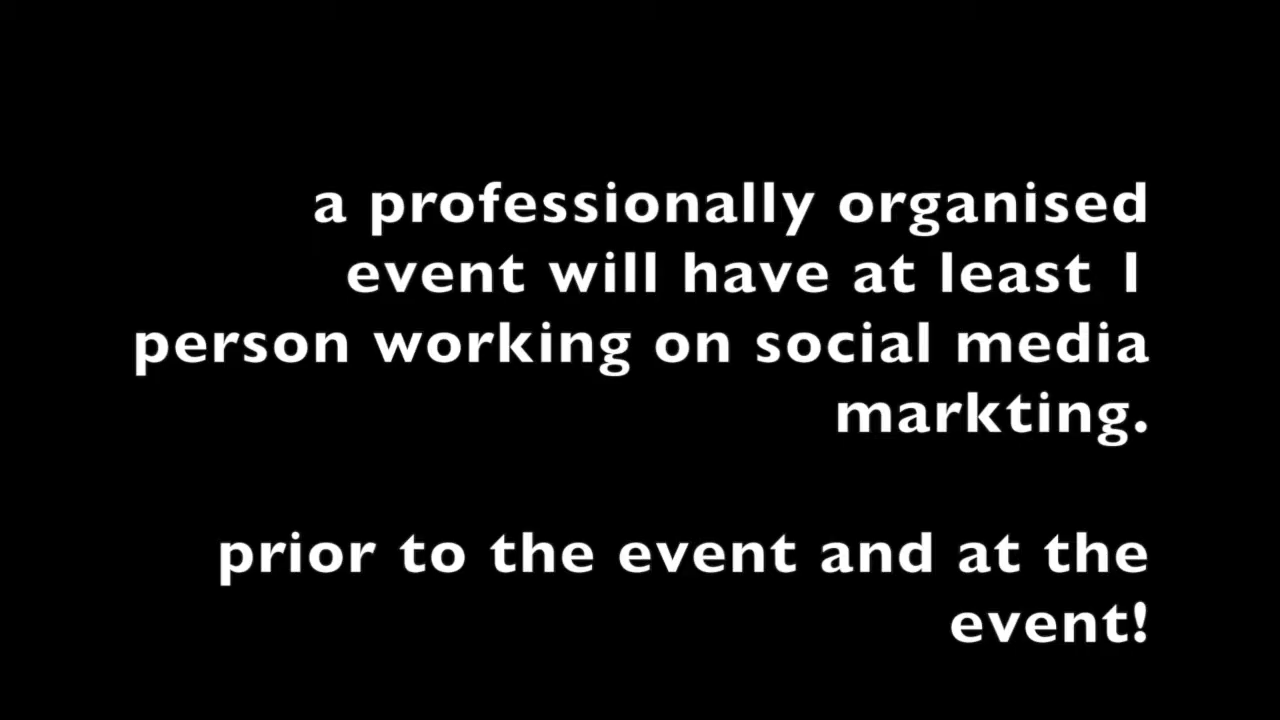 a professionally organised
event will have at least 1
person working on social media
markting.
prior to the event and at the
event!